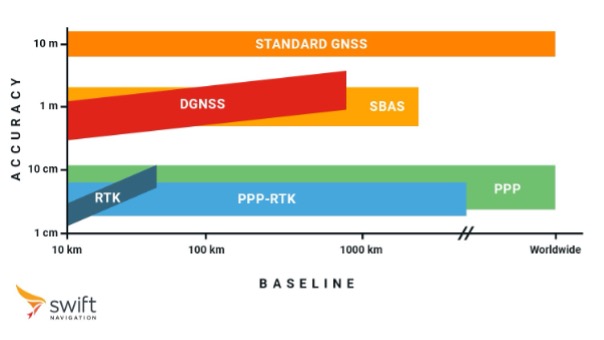 10 m
STANDARD GNSS
ACCURACY
1 m
DGNSS
SBAS
10 cm
RTK
PPP-RTK
PPP
1 cm
10 km
100 km
1000 km
Worldwide
BASELINE
swift
NAVIGATION